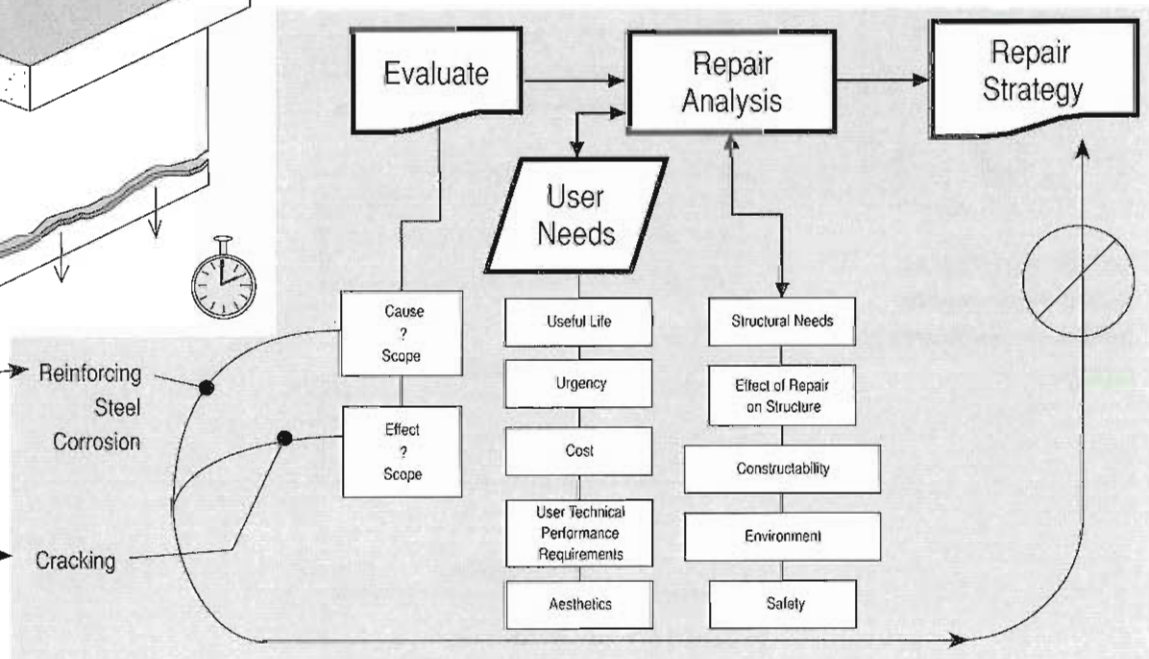 Evaluate
Repair
Analysis
Repair
Strategy
User
Needs
Cause
?
Scope
Effect
?
Scope
Useful Life
Urgency
Cost
User Technical
Performance
Requirements
Aesthetics
Structural Needs
Effect of Repair
on Structure
Constructability
Environment
Safety
Reinforcing
Steel
Corrosion
Cracking